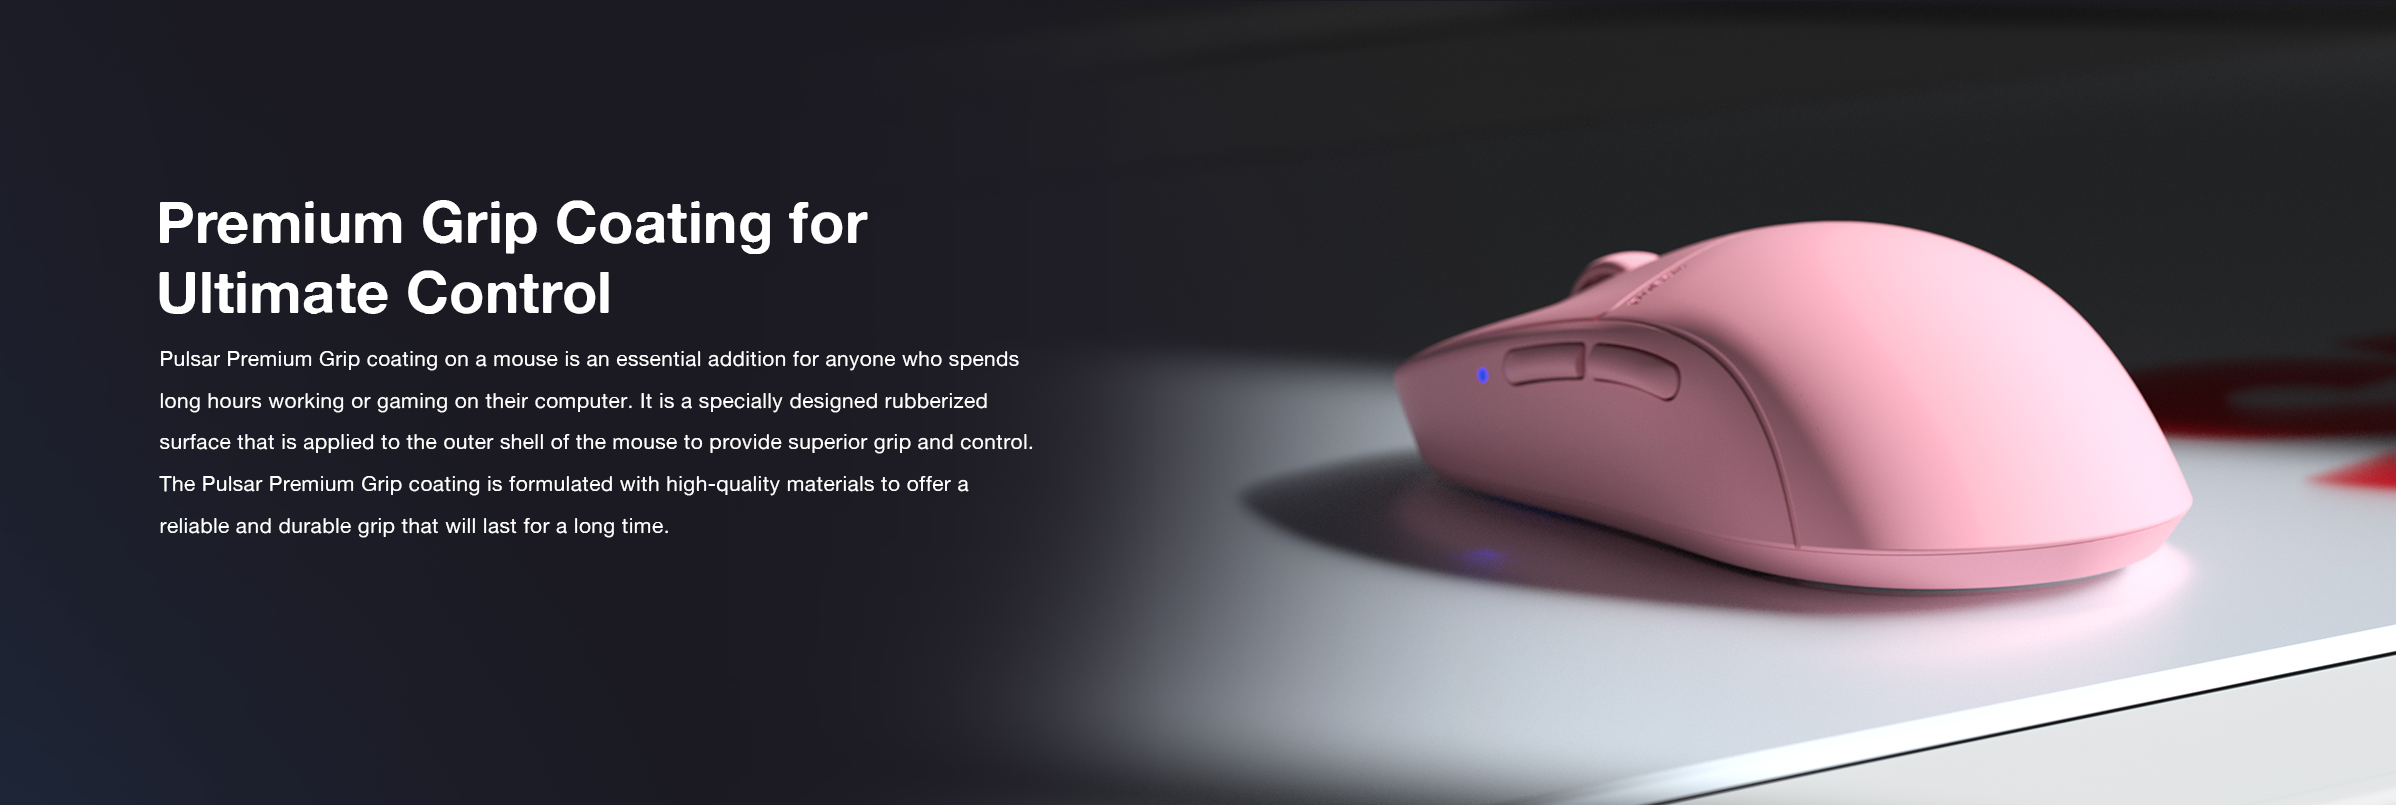 Premium Grip Coating for
Ultimate Control
Pulsar Premium Grip coating on a mouse is an essential addition for anyone who spends
long hours working or gaming on their computer. It is a specially designed rubberized
surface that is applied to the outer shell of the mouse to provide superior grip and control.
The Pulsar Premium Grip coating is formulated with high-quality materials to offer a
reliable and durable grip that will last for a long time.